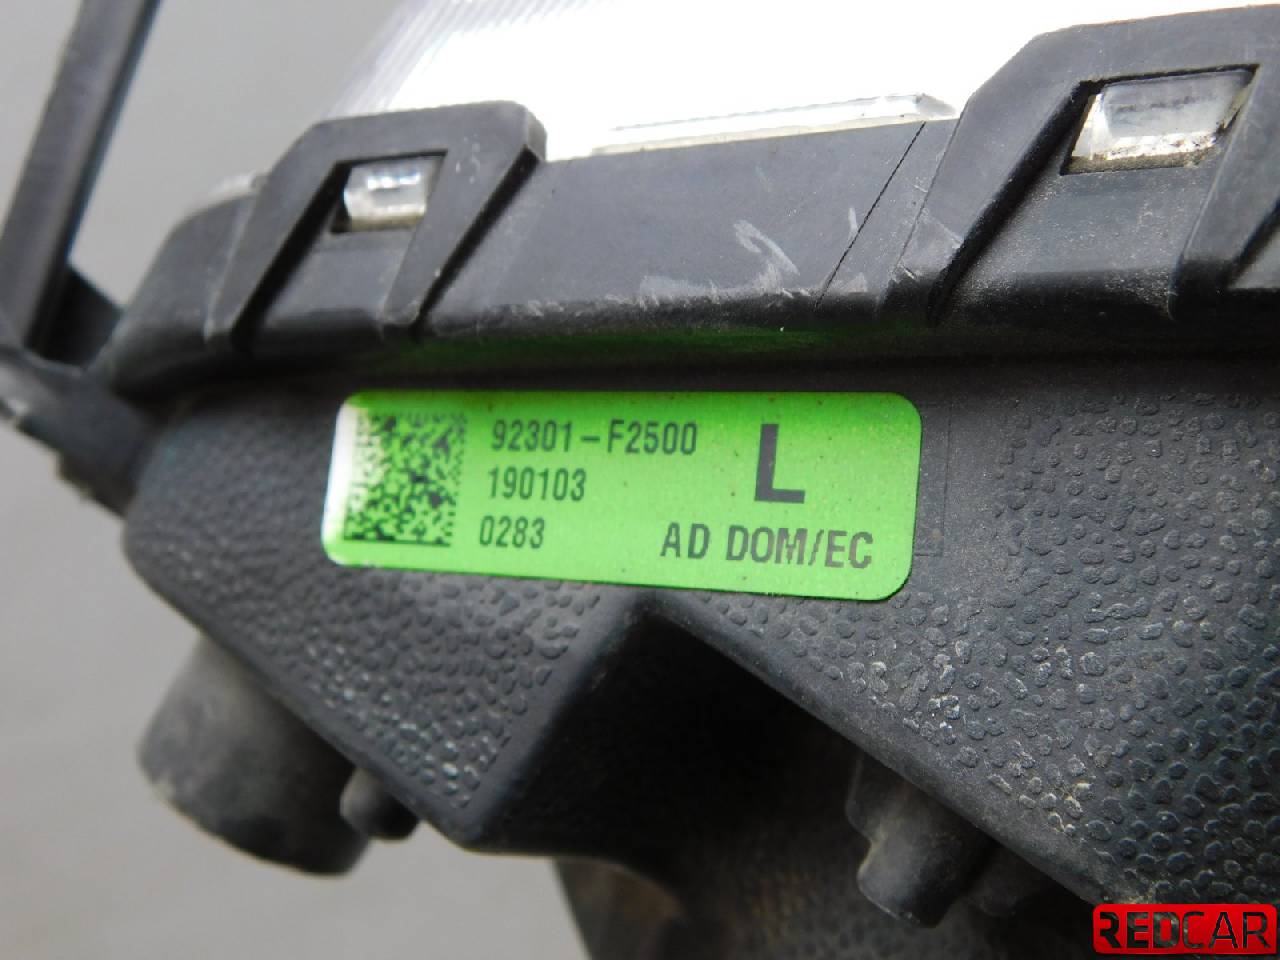 92301-F2500
190103
0283
L
AD DOM/EC
REDCAR